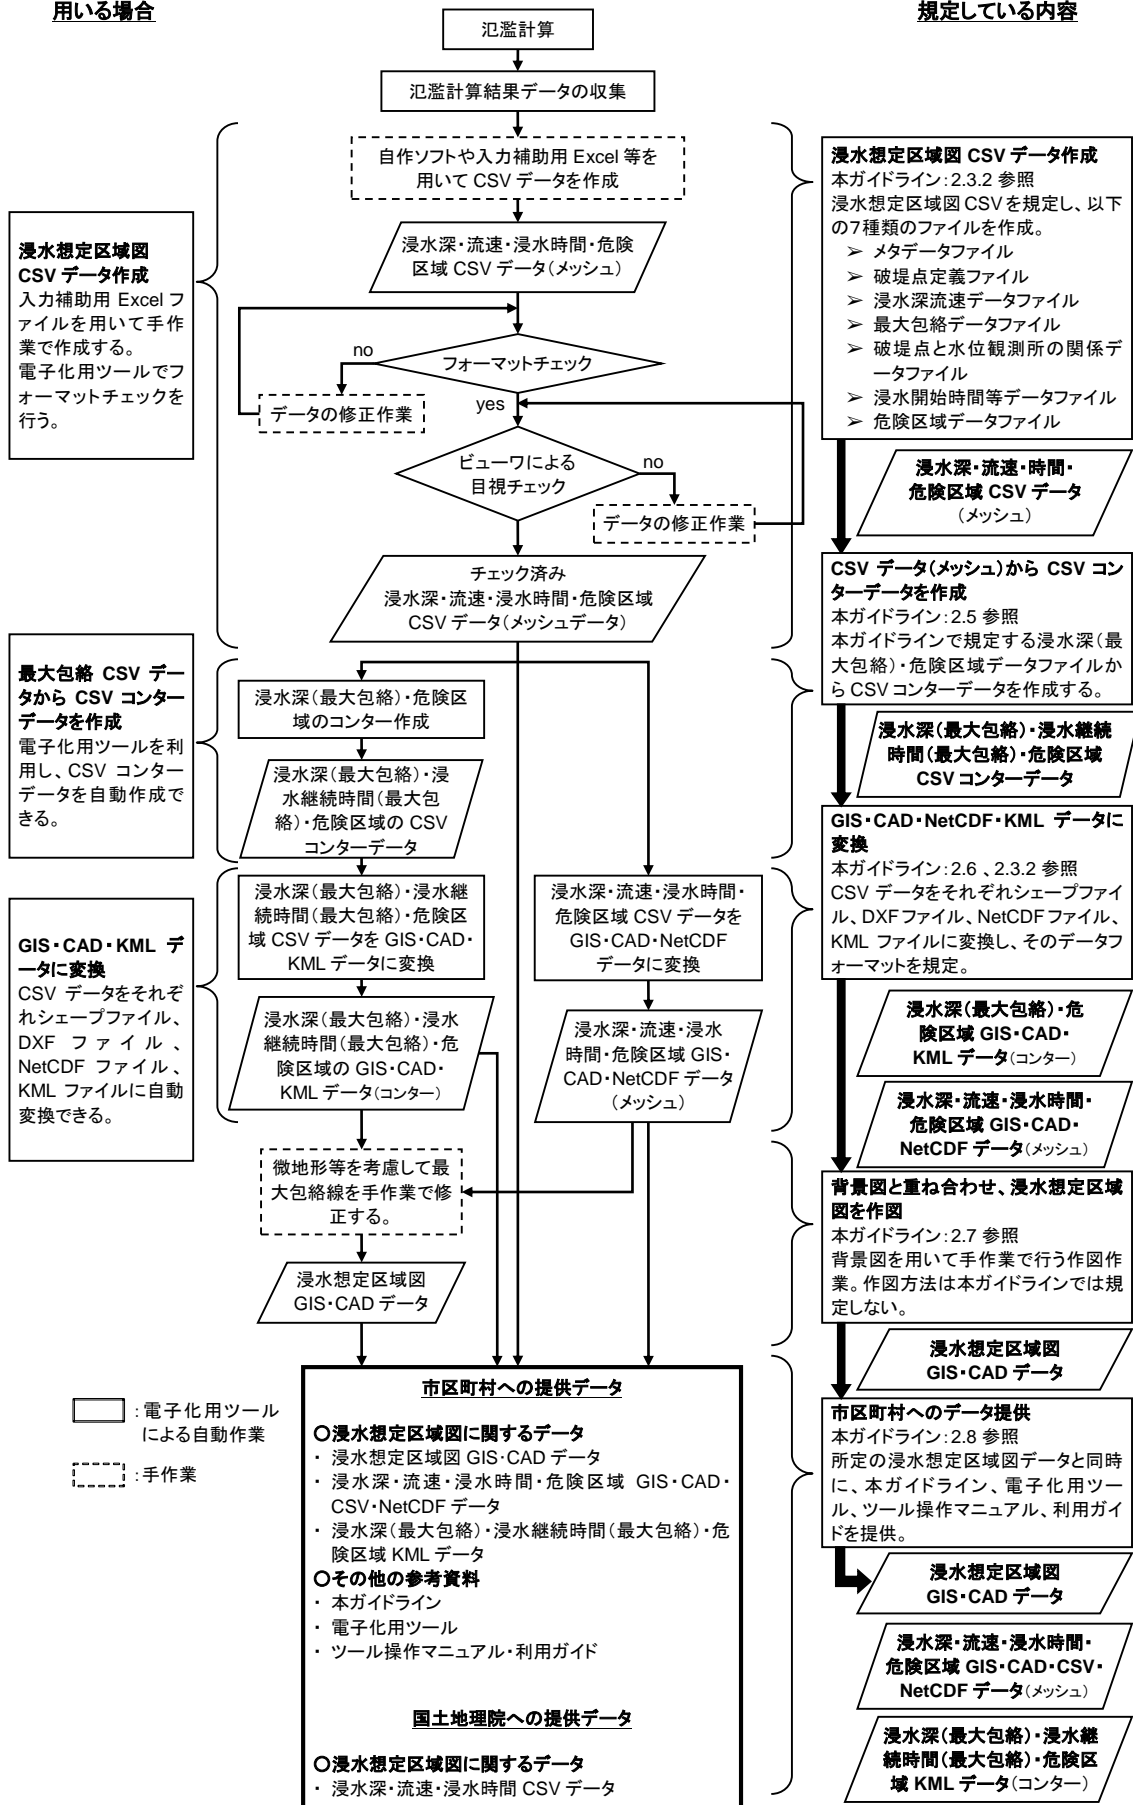 用いる場合
規定している内容
氾濫計算
氾濫計算結果データの収集
自作ソフトや入力補助用 Excel 等を
用いて CSV データを作成
浸水深・流速・浸水時間・危険
区域 CSV データ(メッシュ)
no
フォーマットチェック
データの修正作業
yes
ビューワによる
目視チェック
no
データの修正作業
チェック済み
浸水深・流速・浸水時間・危険区域
CSV データ(メッシュデータ)
浸水想定区域図
CSV データ作成
入力補助用 Excel フ
ァイルを用いて手作
業で作成する。
電子化用ツールでフ
ォーマットチェックを
行う。
最大包絡 CSV デー
タから CSV コンター
データを作成
電子化用ツールを利
用し、CSV コンター
データを自動作成で
きる。
GIS・CAD・KML デ
ータに変換
CSV データをそれぞ
れシェープファイル、
DXF ファイル、
NetCDF ファイル、
KML ファイルに自動
変換できる。
浸水深(最大包絡)・危険区
域のコンター作成
浸水深(最大包絡)・浸
水継続時間(最大包
絡)・危険区域の CSV
コンターデータ
浸水深(最大包絡)・浸水継
続時間(最大包絡)・危険区
域 CSV データを GIS・CAD・
KML データに変換
浸水深(最大包絡)・浸水
継続時間(最大包絡)・危
険区域の GIS・CAD・
KML データ(コンター)
浸水深・流速・浸水時間・
危険区域 CSV データを
GIS・CAD・NetCDF
データに変換
浸水深・流速・浸水
時間・危険区域 GIS・
CAD・NetCDF データ
(メッシュ)
微地形等を考慮して最
大包絡線を手作業で修
正する。
浸水想定区域図
GIS・CAD データ
:電子化用ツール
による自動作業
:手作業
市区町村への提供データ
○浸水想定区域図に関するデータ
・ 浸水想定区域図 GIS・CAD データ
・ 浸水深・流速・浸水時間・危険区域 GIS・CAD・
CSV・NetCDF データ
・ 浸水深(最大包絡)・浸水継続時間(最大包絡)・危
険区域 KML データ
○その他の参考資料
・ 本ガイドライン
・ 電子化用ツール
・ ツール操作マニュアル・利用ガイド
国土地理院への提供データ
○浸水想定区域図に関するデータ
・ 浸水深・流速・浸水時間 CSV データ
浸水想定区域図 CSV データ作成
本ガイドライン:2.3.2 参照
浸水想定区域図 CSV を規定し、以下
の7種類のファイルを作成。
➢ メタデータファイル
➢ 破堤点定義ファイル
➢ 浸水深流速データファイル
➢ 最大包絡データファイル
➢ 破堤点と水位観測所の関係デ
ータファイル
➢ 浸水開始時間等データファイル
➢ 危険区域データファイル
浸水深・流速・時間・
危険区域 CSV データ
(メッシュ)
CSV データ(メッシュ)から CSV コン
ターデータを作成
本ガイドライン:2.5 参照
本ガイドラインで規定する浸水深(最
大包絡)・危険区域データファイルか
ら CSV コンターデータを作成する。
浸水深(最大包絡)・浸水継続
時間(最大包絡)・危険区域
CSV コンターデータ
GIS・CAD・NetCDF・KML データに
変換
本ガイドライン:2.6 、2.3.2 参照
CSV データをそれぞれシェープファイ
ル、DXF ファイル、NetCDF ファイル、
KML ファイルに変換し、そのデータフ
ォーマットを規定。
浸水深(最大包絡)・危
険区域 GIS・CAD・
KML データ(コンター)
浸水深・流速・浸水時間・
危険区域 GIS・CAD・
NetCDF データ(メッシュ)
背景図と重ね合わせ、浸水想定区域
図を作図
本ガイドライン:2.7 参照
背景図を用いて手作業で行う作図作
業。作図方法は本ガイドラインでは規
定しない。
浸水想定区域図
GIS・CAD データ
市区町村へのデータ提供
本ガイドライン:2.8 参照
所定の浸水想定区域図データと同時
に、本ガイドライン、電子化用ツー
ル、ツール操作マニュアル、利用ガイ
ドを提供。
浸水想定区域図
GIS・CAD データ
浸水深・流速・浸水時間・
危険区域 GIS・CAD・CSV・
NetCDF データ(メッシュ)
浸水深(最大包絡)・浸水継
続時間(最大包絡)・危険区
域 KML データ(コンター)